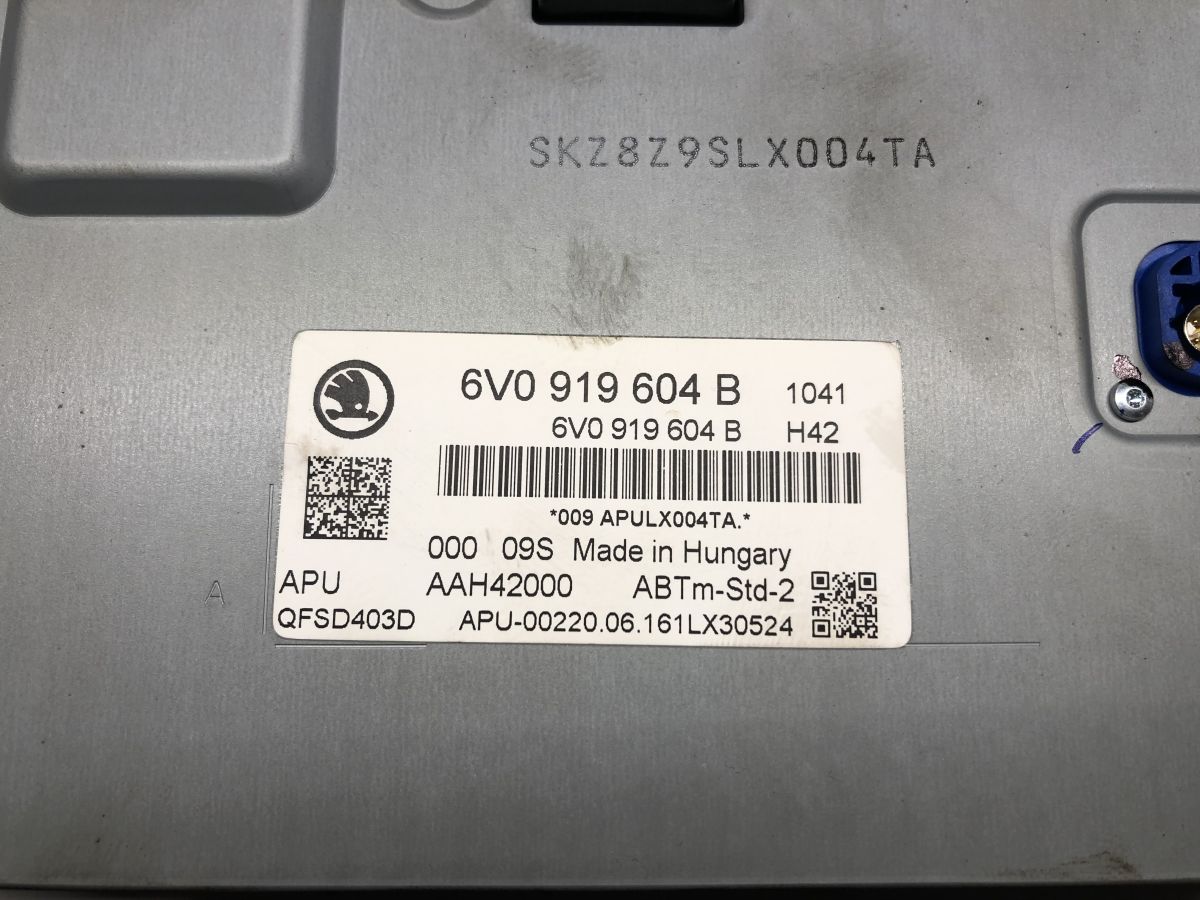 SKZ8Z9SLX004TA
6V0 919 604 B 1041
6V0 919 604 B H42
*009 APULX004TA.*
000 09S Made in Hungary
APU AAH42000 ABTm-Std-2
QFSD403D APU-00220.06.161LX30524
A